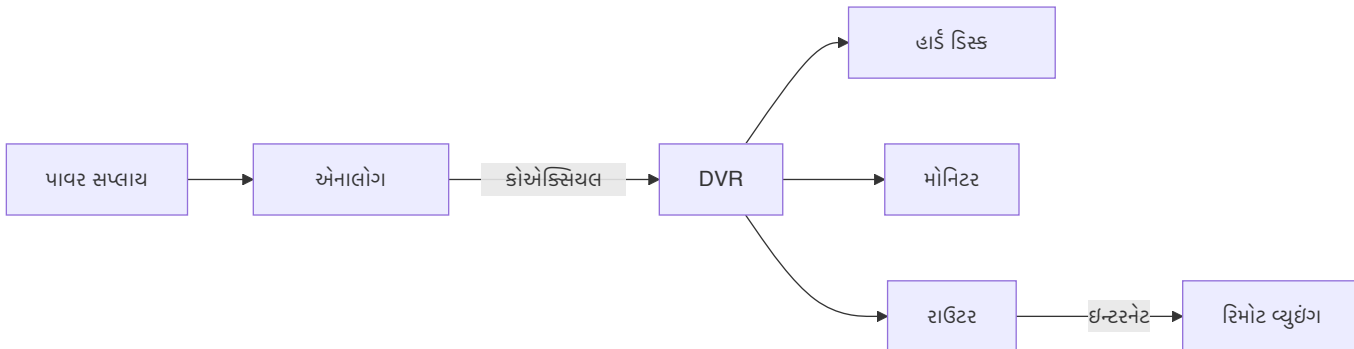 હાર્ડ ડિસ્ક
પાવર સપ્લાય
એનાલોગ
કોએક્સિયલ
DVR
મોનિટર
રાઉટર
ઇન્ટરનેટ
રિમોટ વ્યુઇંગ